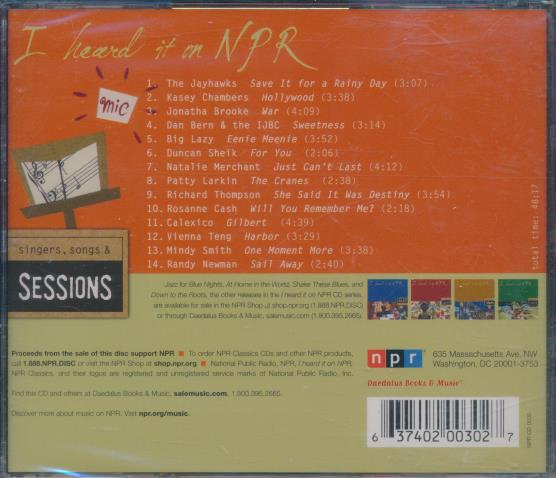 I heard it on NPR
mic
1. The Jayhawks Save It for a Rainy Day (3:07)
2. Kasey Chambers Hollywood (3:38)
3. Jonatha Brooke War (4:09)
4. Dan Bern & the IJBC Sweetness (3:14)
5. Big Lazy Eenie Meenie (3:52)
6. Duncan Sheik For You (2:06)
7. Natalie Merchant Just Can't Last (4:12)
8. Patty Larkin The Cranes (2:38)
9. Richard Thompson She Said It Was Destiny (3:54)
10. Rosanne Cash Will You Remember Me? (2:18)
11. Calexico Gilbert (4:39)
12. Vienna Teng Harbor (3:29)
13. Mindy Smith One Moment More (3:38)
14. Randy Newman Sail Away (2:40)
total time: 48:17
singers, songs &
SESSIONS
Jazz for Blue Nights, At Home in the World, Shake These Blues, and
Down to the Roots, the other releases in the I heard it on NPR CD series,
are available for sale in the NPR Shop at shop.npr.org (1.888.NPR.DISC)
or through Daedalus Books & Music, salemusic.com (1.800.395.2665).
Proceeds from the sale of this disc support NPR ■ To order NPR Classics CDs and other NPR products,
call 1.888.NPR.DISC or visit the NPR Shop at shop.npr.org ■ National Public Radio, NPR, I heard it on NPR,
NPR Classics, and their logos are registered and unregistered service marks of National Public Radio, Inc.
Find this CD and others at Daedalus Books & Music, salemusic.com, 1.800.395.2665.
Discover more about music on NPR. Visit npr.org/music.
npr
635 Massachusetts Ave, NW
Washington, DC 20001-3753
Daedalus Books & Music
6 37402 00302 7